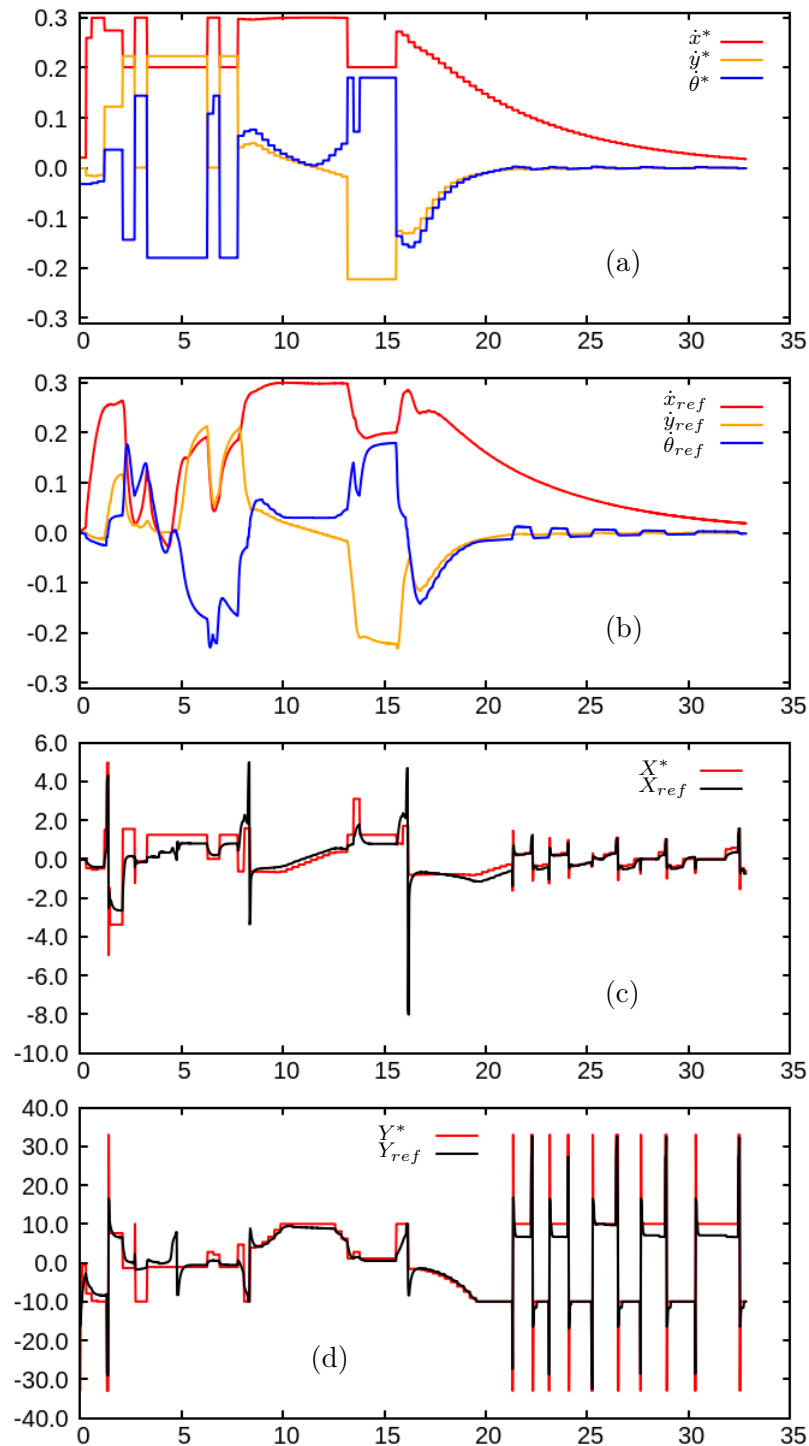 0.3
0.2
0.1
0.0
-0.1
-0.2
-0.3
0 5 10 15 20 25 30 35
ẋ*
ẏ*
θ̇*
(a)
0.3
0.2
0.1
0.0
-0.1
-0.2
-0.3
0 5 10 15 20 25 30 35
ẋref
ẏref
θ̇ref
(b)
6.0
4.0
2.0
0.0
-2.0
-4.0
-6.0
-8.0
-10.0
0 5 10 15 20 25 30 35
X*
Xref
(c)
40.0
30.0
20.0
10.0
0.0
-10.0
-20.0
-30.0
-40.0
0 5 10 15 20 25 30 35
Y*
Yref
(d)